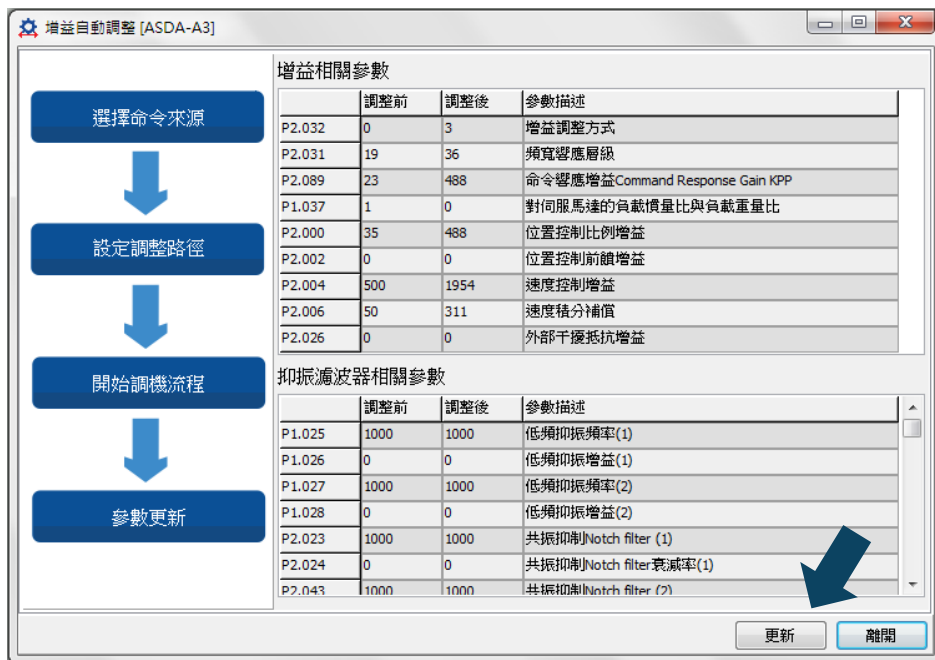 增益自動調整 [ASDA-A3]
選擇命令來源
設定調整路徑
開始調機流程
參數更新
增益相關參數
調整前 調整後 參數描述
P2.032 0 3 增益調整方式
P2.031 19 36 頻寬響應層級
P2.089 23 488 命令響應增益Command Response Gain KPP
P1.037 1 0 對伺服馬達的負載慣量比與負載重量比
P2.000 35 488 位置控制比例增益
P2.002 0 0 位置控制前饋增益
P2.004 500 1954 速度控制增益
P2.006 50 311 速度積分補償
P2.026 0 0 外部干擾抵抗增益
抑振濾波器相關參數
調整前 調整後 參數描述
P1.025 1000 1000 低頻抑振頻率(1)
P1.026 0 0 低頻抑振增益(1)
P1.027 1000 1000 低頻抑振頻率(2)
P1.028 0 0 低頻抑振增益(2)
P2.023 1000 1000 共振抑制Notch filter (1)
P2.024 0 0 共振抑制Notch filter衰減率(1)
P2.043 1000 1000 共振抑制Notch filter (2)
更新 離開